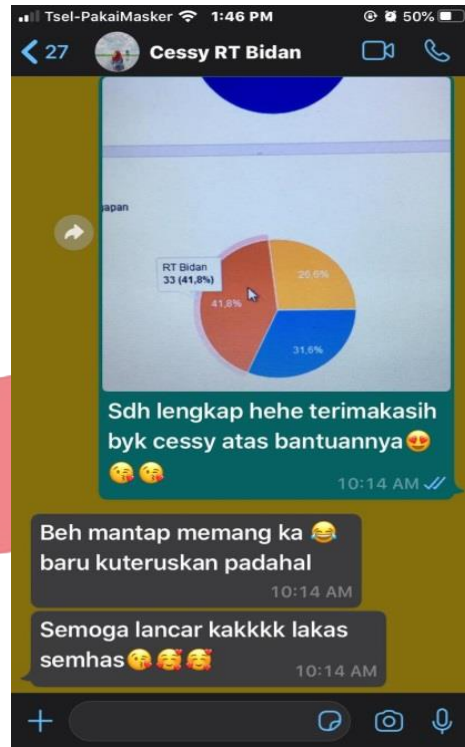 Tsel-PakaiMasker 1:46 PM 50%
27 Cessy RT Bidan
apan
RT Bidan
33 (41,8%)
26,6%
41,8%
31,6%
Sdh lengkap hehe terimakasih
byk cessy atas bantuannya😍
😘😘
10:14 AM
Beh mantap memang ka 😂
baru kuteruskan padahal
10:14 AM
Semoga lancar kakkkk lakas
semhas😘🥰🥰
10:14 AM